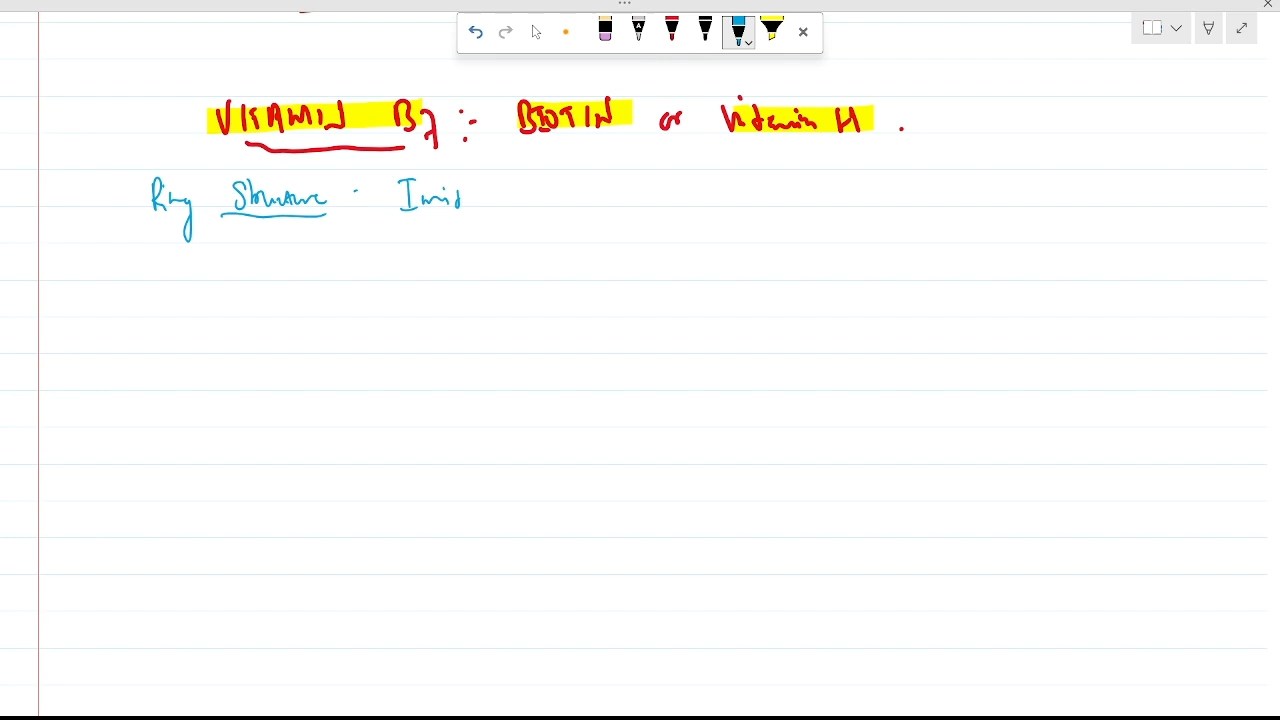 VITAMIN B7 :- BIOTIN or Vitamin H .
Ring Structure - Imid